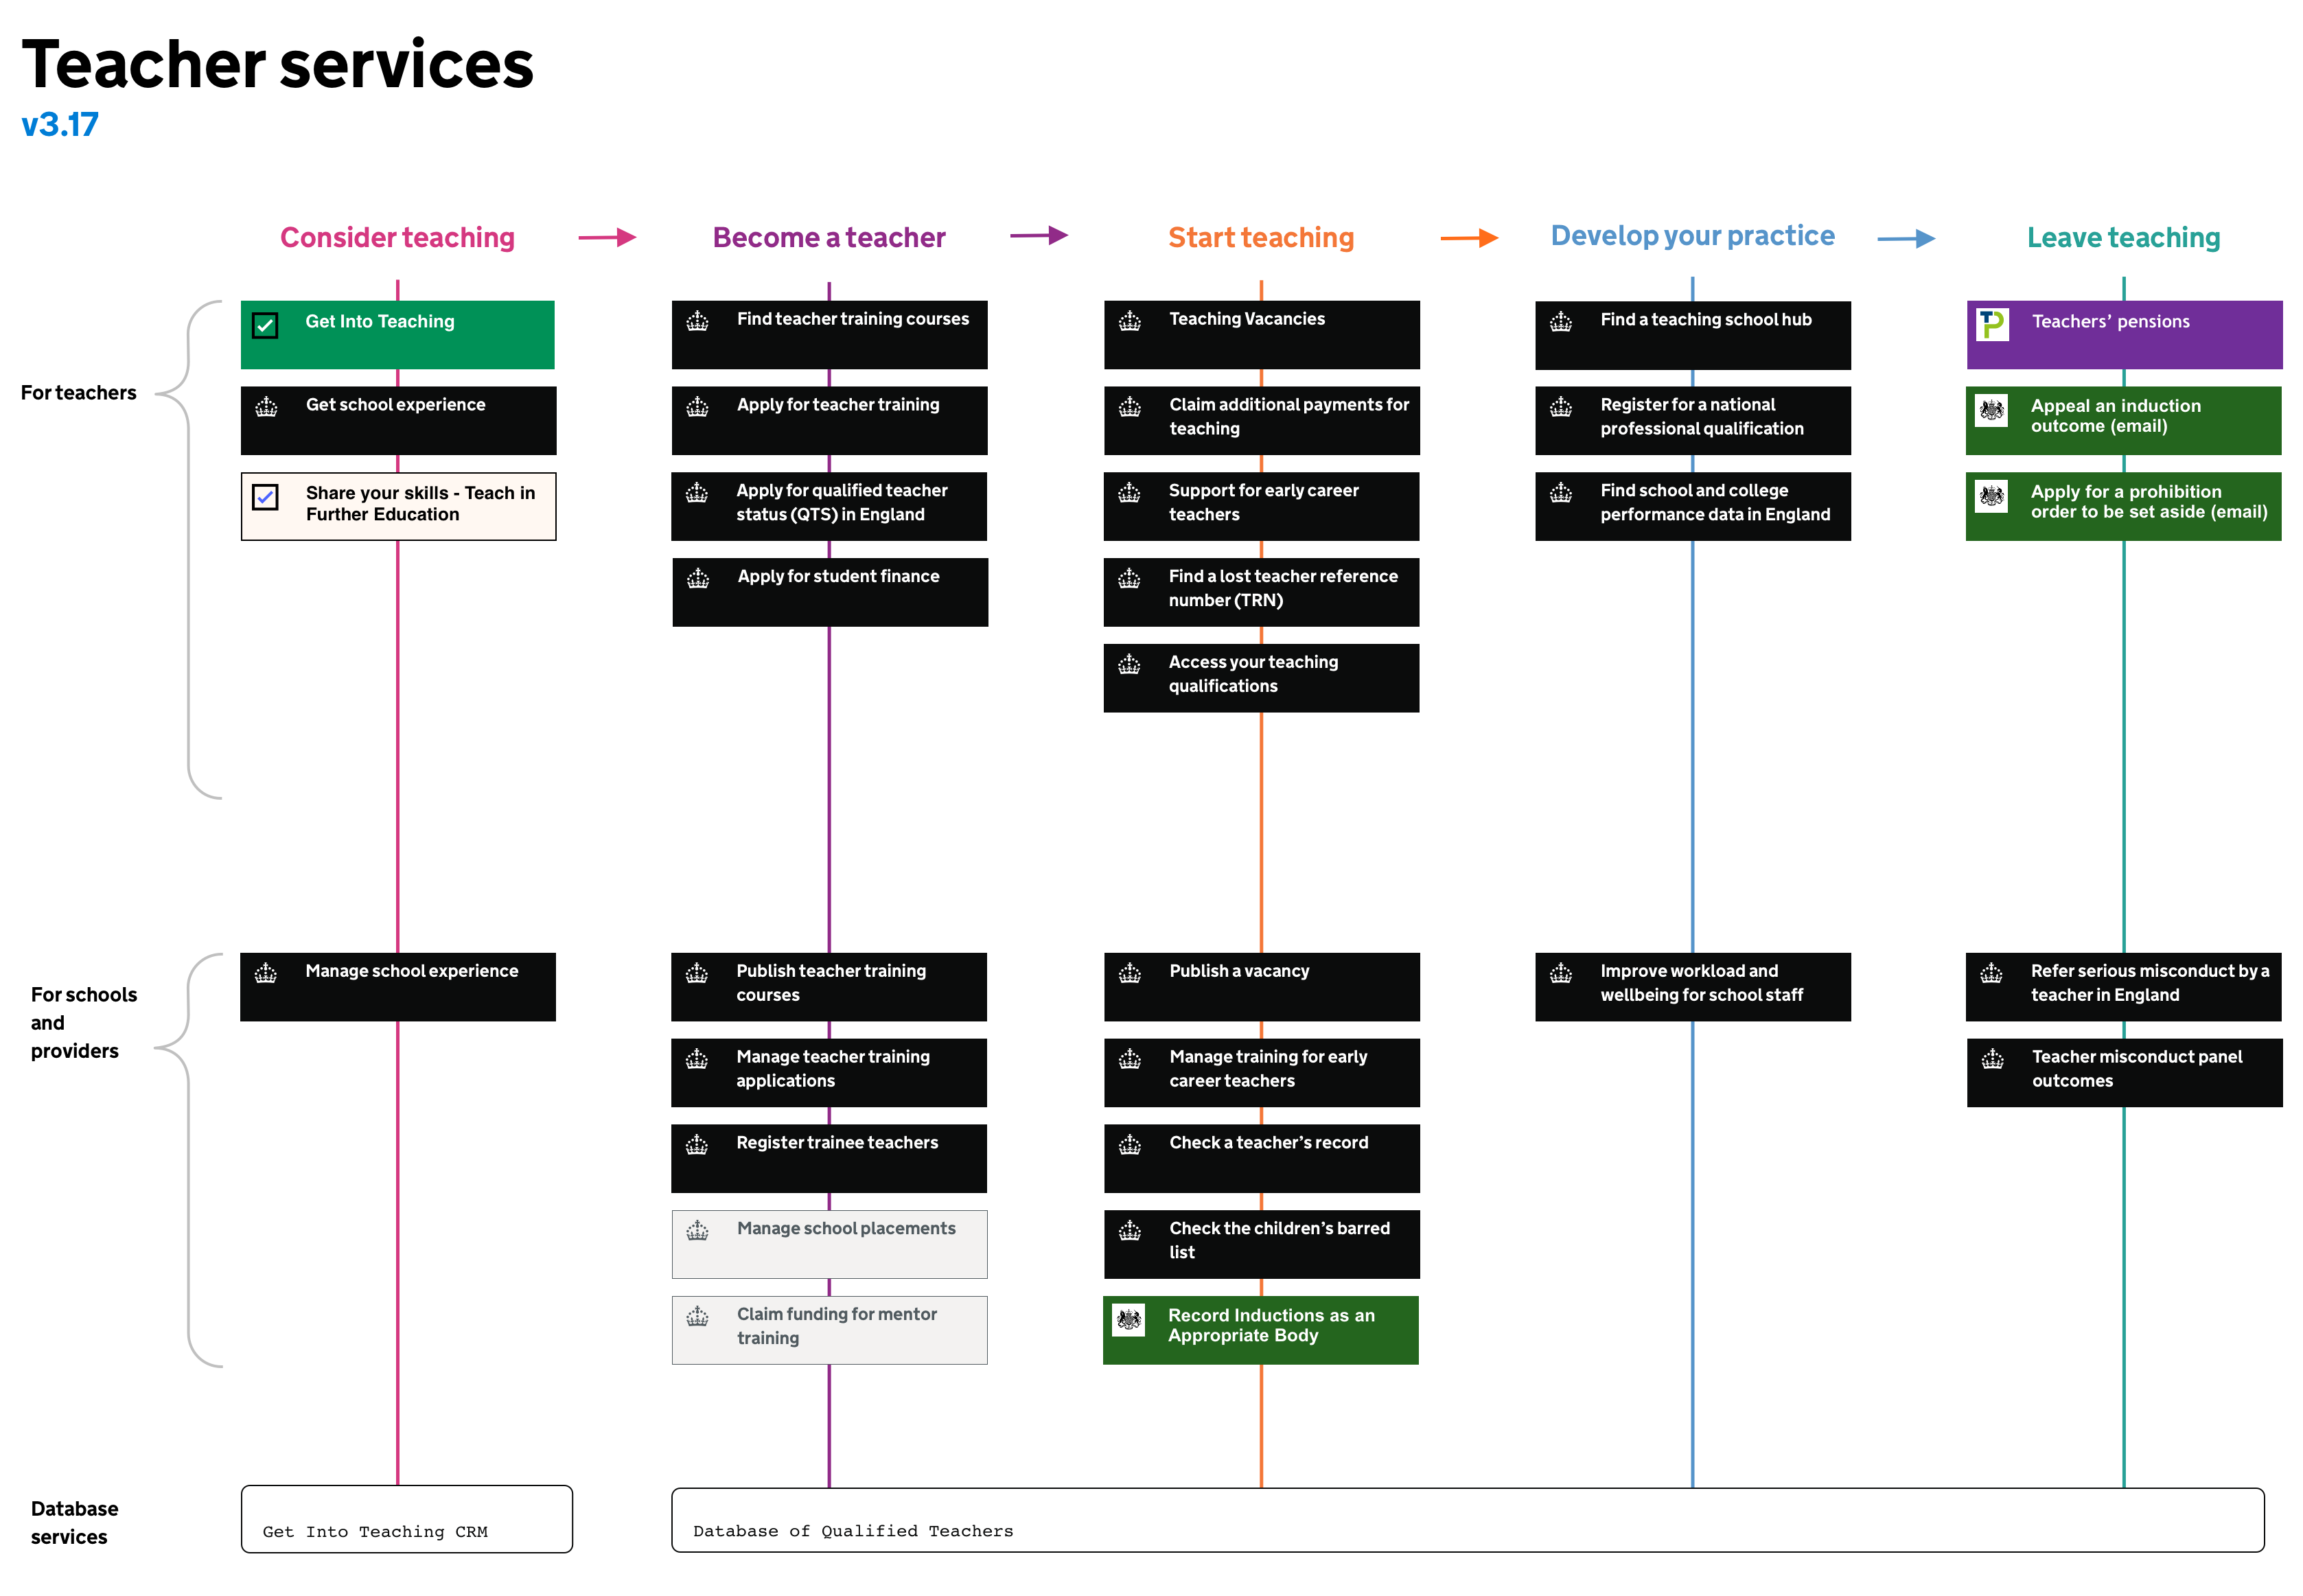 Teacher services
v3.17
Consider teaching
Become a teacher
Start teaching
Develop your practice
Leave teaching
For teachers
Get Into Teaching
Get school experience
Share your skills - Teach in
Further Education
Find teacher training courses
Apply for teacher training
Apply for qualified teacher
status (QTS) in England
Apply for student finance
Teaching Vacancies
Claim additional payments for
teaching
Support for early career
teachers
Find a lost teacher reference
number (TRN)
Access your teaching
qualifications
Find a teaching school hub
Register for a national
professional qualification
Find school and college
performance data in England
TP
Teachers’ pensions
Appeal an induction
outcome (email)
Apply for a prohibition
order to be set aside (email)
For schools
and
providers
Manage school experience
Publish teacher training
courses
Manage teacher training
applications
Register trainee teachers
Manage school placements
Claim funding for mentor
training
Publish a vacancy
Manage training for early
career teachers
Check a teacher’s record
Check the children’s barred
list
Record Inductions as an
Appropriate Body
Improve workload and
wellbeing for school staff
Refer serious misconduct by a
teacher in England
Teacher misconduct panel
outcomes
Database
services
Get Into Teaching CRM
Database of Qualified Teachers